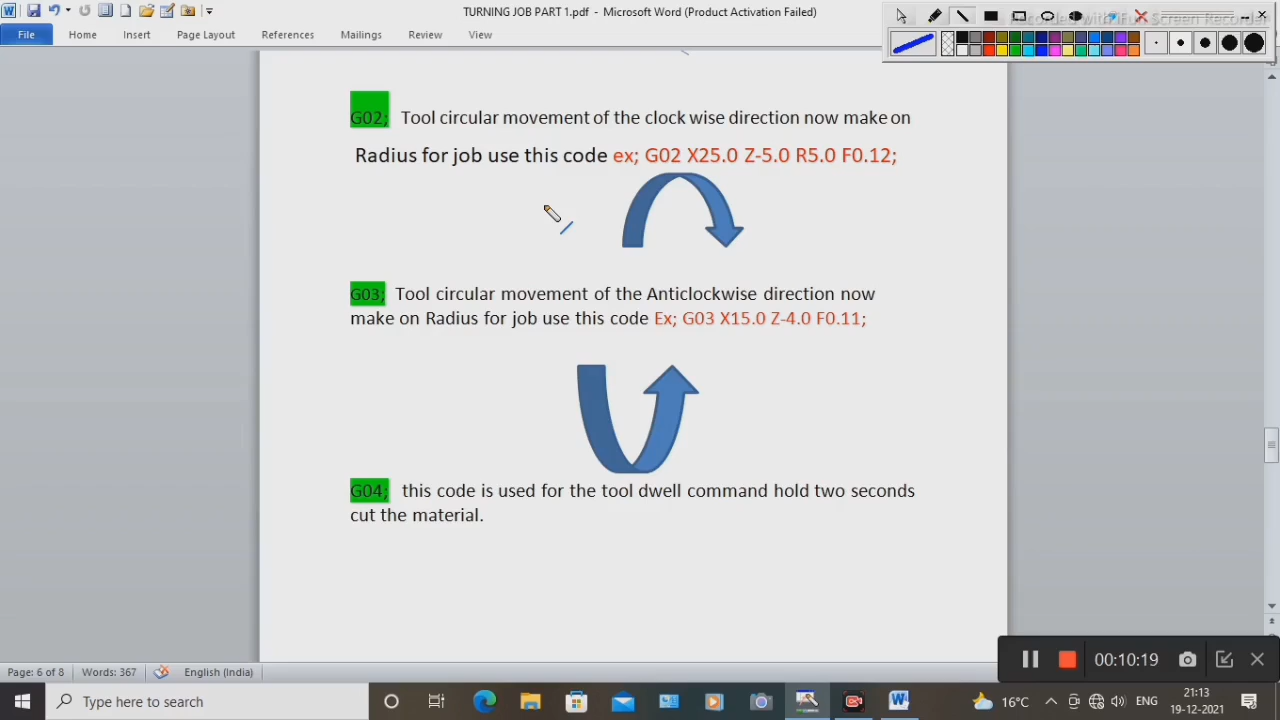 TURNING JOB PART 1.pdf - Microsoft Word (Product Activation Failed)
File Home Insert Page Layout References Mailings Review View
G02; Tool circular movement of the clock wise direction now make on
Radius for job use this code ex; G02 X25.0 Z-5.0 R5.0 F0.12;
G03; Tool circular movement of the Anticlockwise direction now
make on Radius for job use this code Ex; G03 X15.0 Z-4.0 F0.11;
G04; this code is used for the tool dwell command hold two seconds
cut the material.
00:10:19
Page: 6 of 8 Words: 367 English (India)
Type here to search
16°C ENG
21:13
19-12-2021